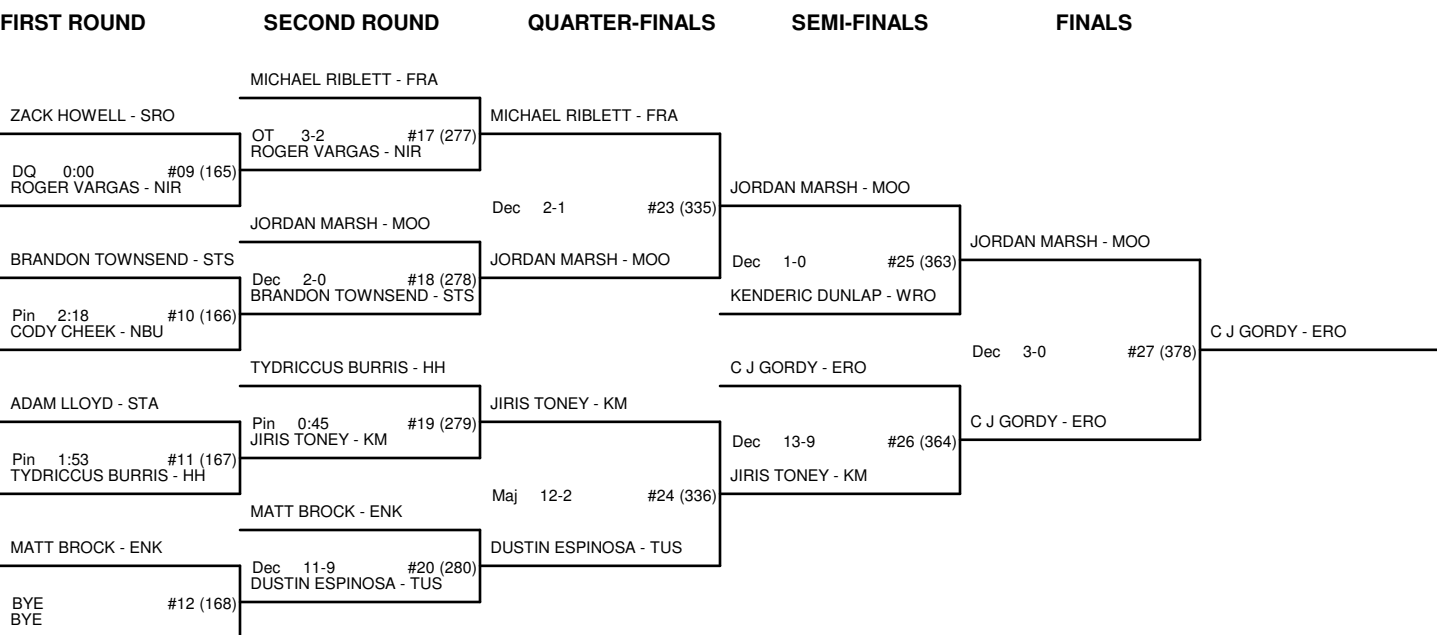 FIRST ROUND SECOND ROUND QUARTER-FINALS SEMI-FINALS FINALS
MICHAEL RIBLETT - FRA
ZACK HOWELL - SRO MICHAEL RIBLETT - FRA
OT 3-2 #17 (277)
ROGER VARGAS - NIR
DQ 0:00 #09 (165)
ROGER VARGAS - NIR JORDAN MARSH - MOO
Dec 2-1 #23 (335)
JORDAN MARSH - MOO
JORDAN MARSH - MOO
BRANDON TOWNSEND - STS JORDAN MARSH - MOO Dec 1-0 #25 (363)
Dec 2-0 #18 (278)
BRANDON TOWNSEND - STS KENDERIC DUNLAP - WRO
Pin 2:18 #10 (166)
CODY CHEEK - NBU C J GORDY - ERO
Dec 3-0 #27 (378)
TYDRICCUS BURRIS - HH C J GORDY - ERO
ADAM LLOYD - STA JIRIS TONEY - KM
Pin 0:45 #19 (279) C J GORDY - ERO
JIRIS TONEY - KM Dec 13-9 #26 (364)
Pin 1:53 #11 (167)
TYDRICCUS BURRIS - HH JIRIS TONEY - KM
Maj 12-2 #24 (336)
MATT BROCK - ENK
MATT BROCK - ENK DUSTIN ESPINOSA - TUS
Dec 11-9 #20 (280)
DUSTIN ESPINOSA - TUS
BYE #12 (168)
BYE